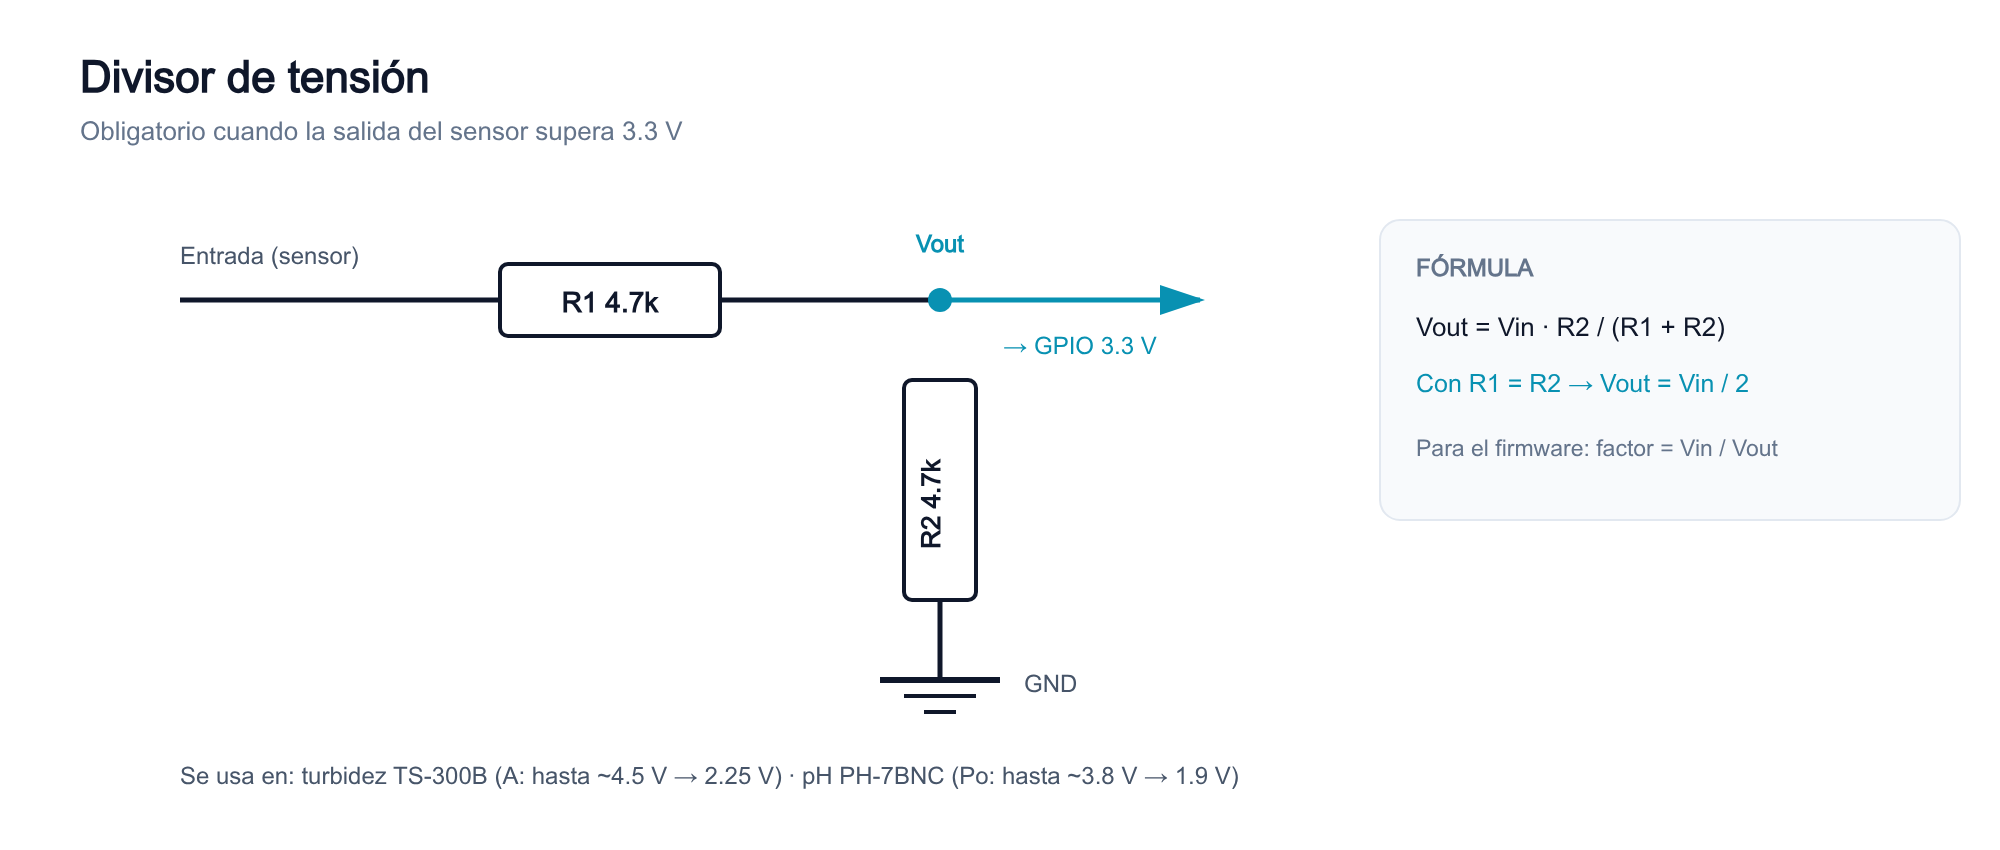 Divisor de tensión
Obligatorio cuando la salida del sensor supera 3.3 V
Entrada (sensor)
R1 4.7k
Vout
→ GPIO 3.3 V
R2 4.7k
GND
FÓRMULA
Vout = Vin · R2 / (R1 + R2)
Con R1 = R2 → Vout = Vin / 2
Para el firmware: factor = Vin / Vout
Se usa en: turbidez TS-300B (A: hasta ~4.5 V → 2.25 V) · pH PH-7BNC (Po: hasta ~3.8 V → 1.9 V)